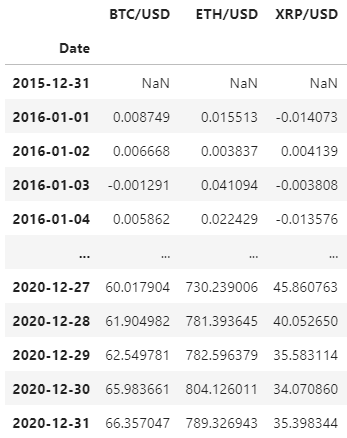 BTC/USD ETH/USD XRP/USD
Date
2015-12-31 NaN NaN NaN
2016-01-01 0.008749 0.015513 -0.014073
2016-01-02 0.006668 0.003837 0.004139
2016-01-03 -0.001291 0.041094 -0.003808
2016-01-04 0.005862 0.022429 -0.013576
... ... ... ...
2020-12-27 60.017904 730.239006 45.860763
2020-12-28 61.904982 781.393645 40.052650
2020-12-29 62.549781 782.596379 35.583114
2020-12-30 65.983661 804.126011 34.070860
2020-12-31 66.357047 789.326943 35.398344